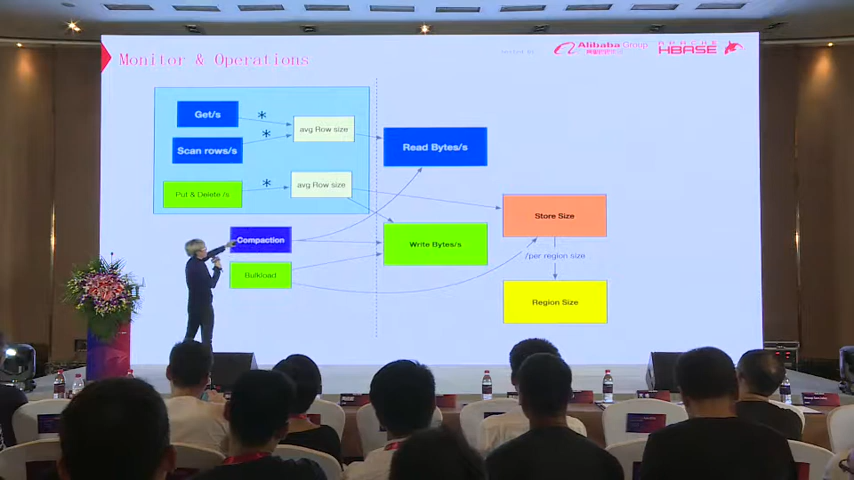 Monitor & Operations
Alibaba Group
APACHE
HBASE
Get/s
*
avg Row size
Scan rows/s
*
Read Bytes/s
Put & Delete /s
*
avg Row size
Store Size
Compaction
Write Bytes/s
/per region size
Bulkload
Region Size